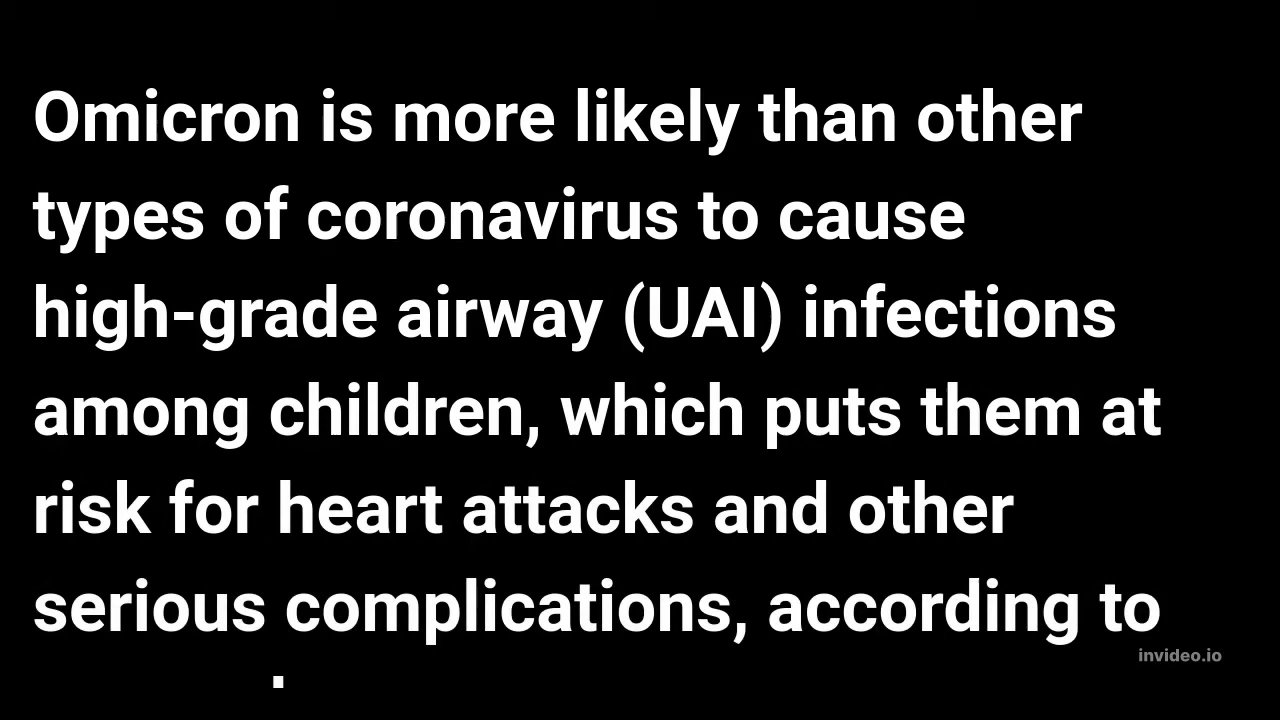 Omicron is more likely than other
types of coronavirus to cause
high-grade airway (UAI) infections
among children, which puts them at
risk for heart attacks and other
serious complications, according to
invideo.io